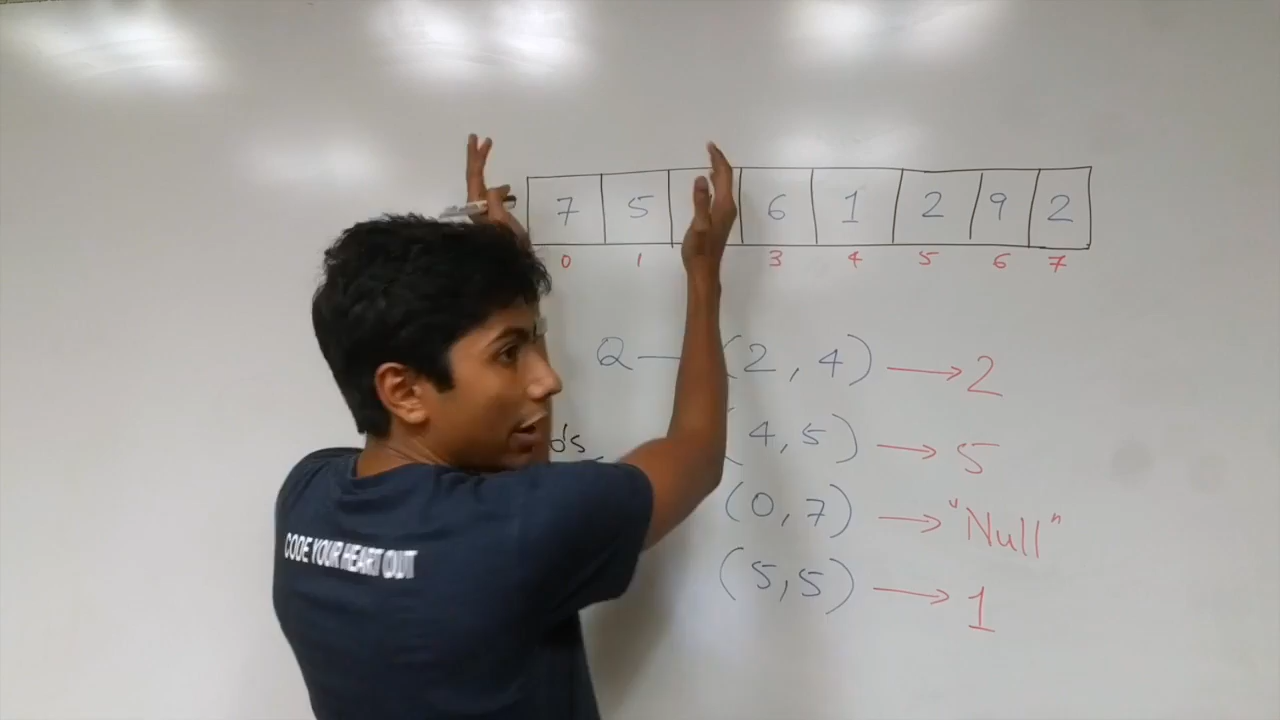 7 5 6 1 2 9 2
0 1 3 4 5 6 7
Q — (2, 4) → 2
(4,5) → 5
(0,7) → "Null"
(5,5) → 1
CODE YOUR HEART OUT